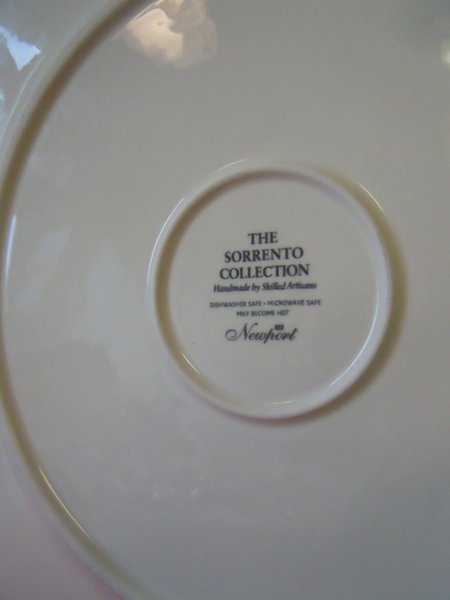 THE
SORRENTO
COLLECTION
Handmade by Skilled Artisans
DISHWASHER SAFE • MICROWAVE SAFE
MAY BECOME HOT
Newport